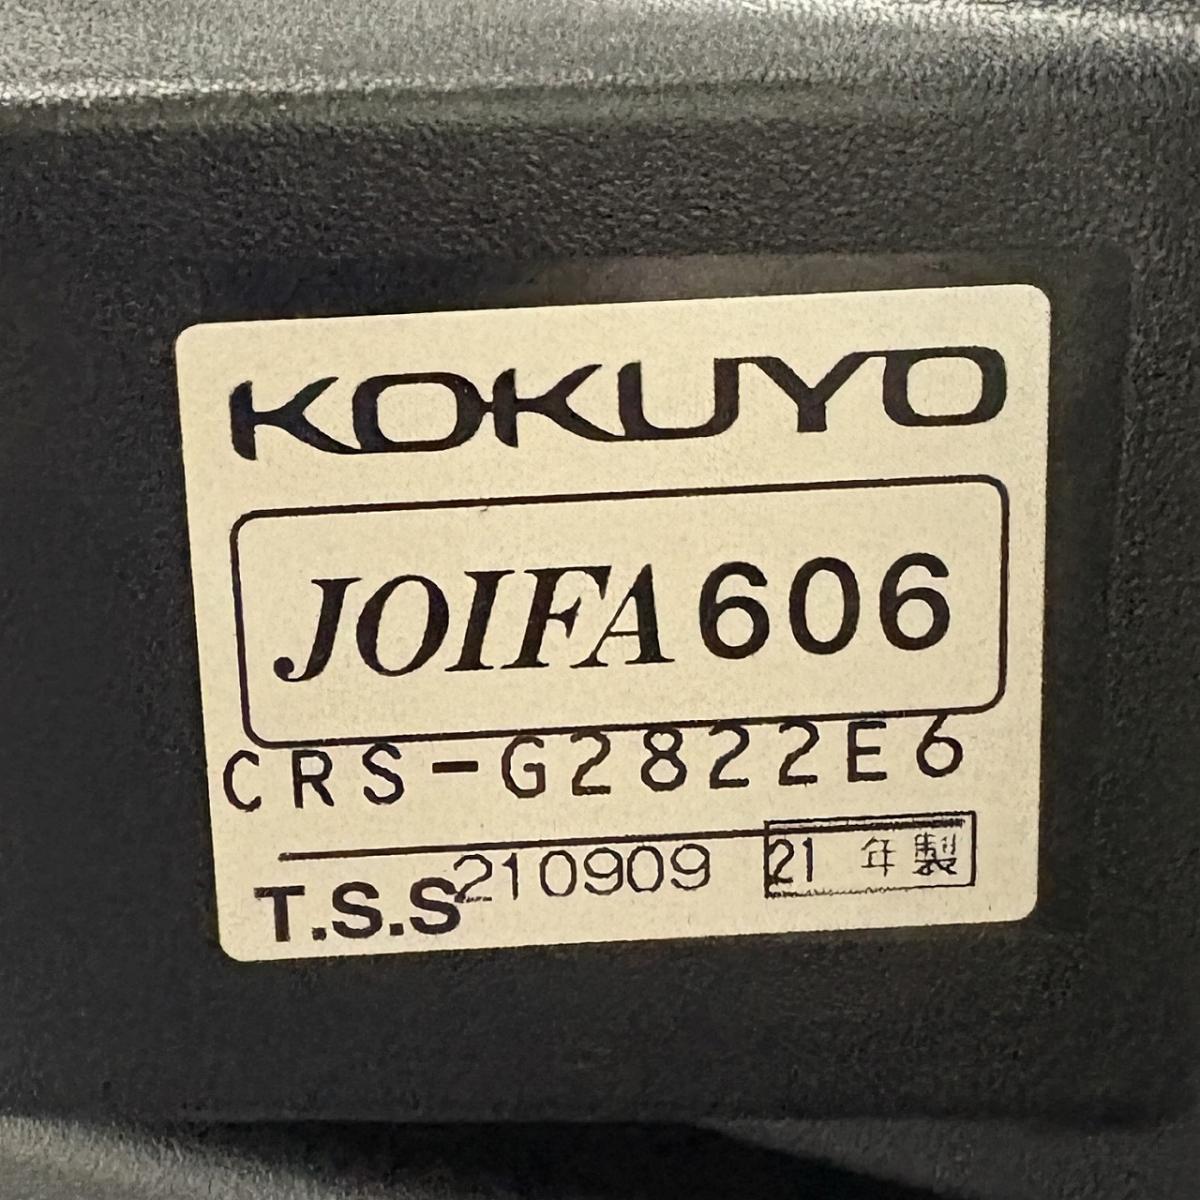 KOKUYO
JOIFA 606
CRS-G2822E6
T.S.S 210909 21 年製